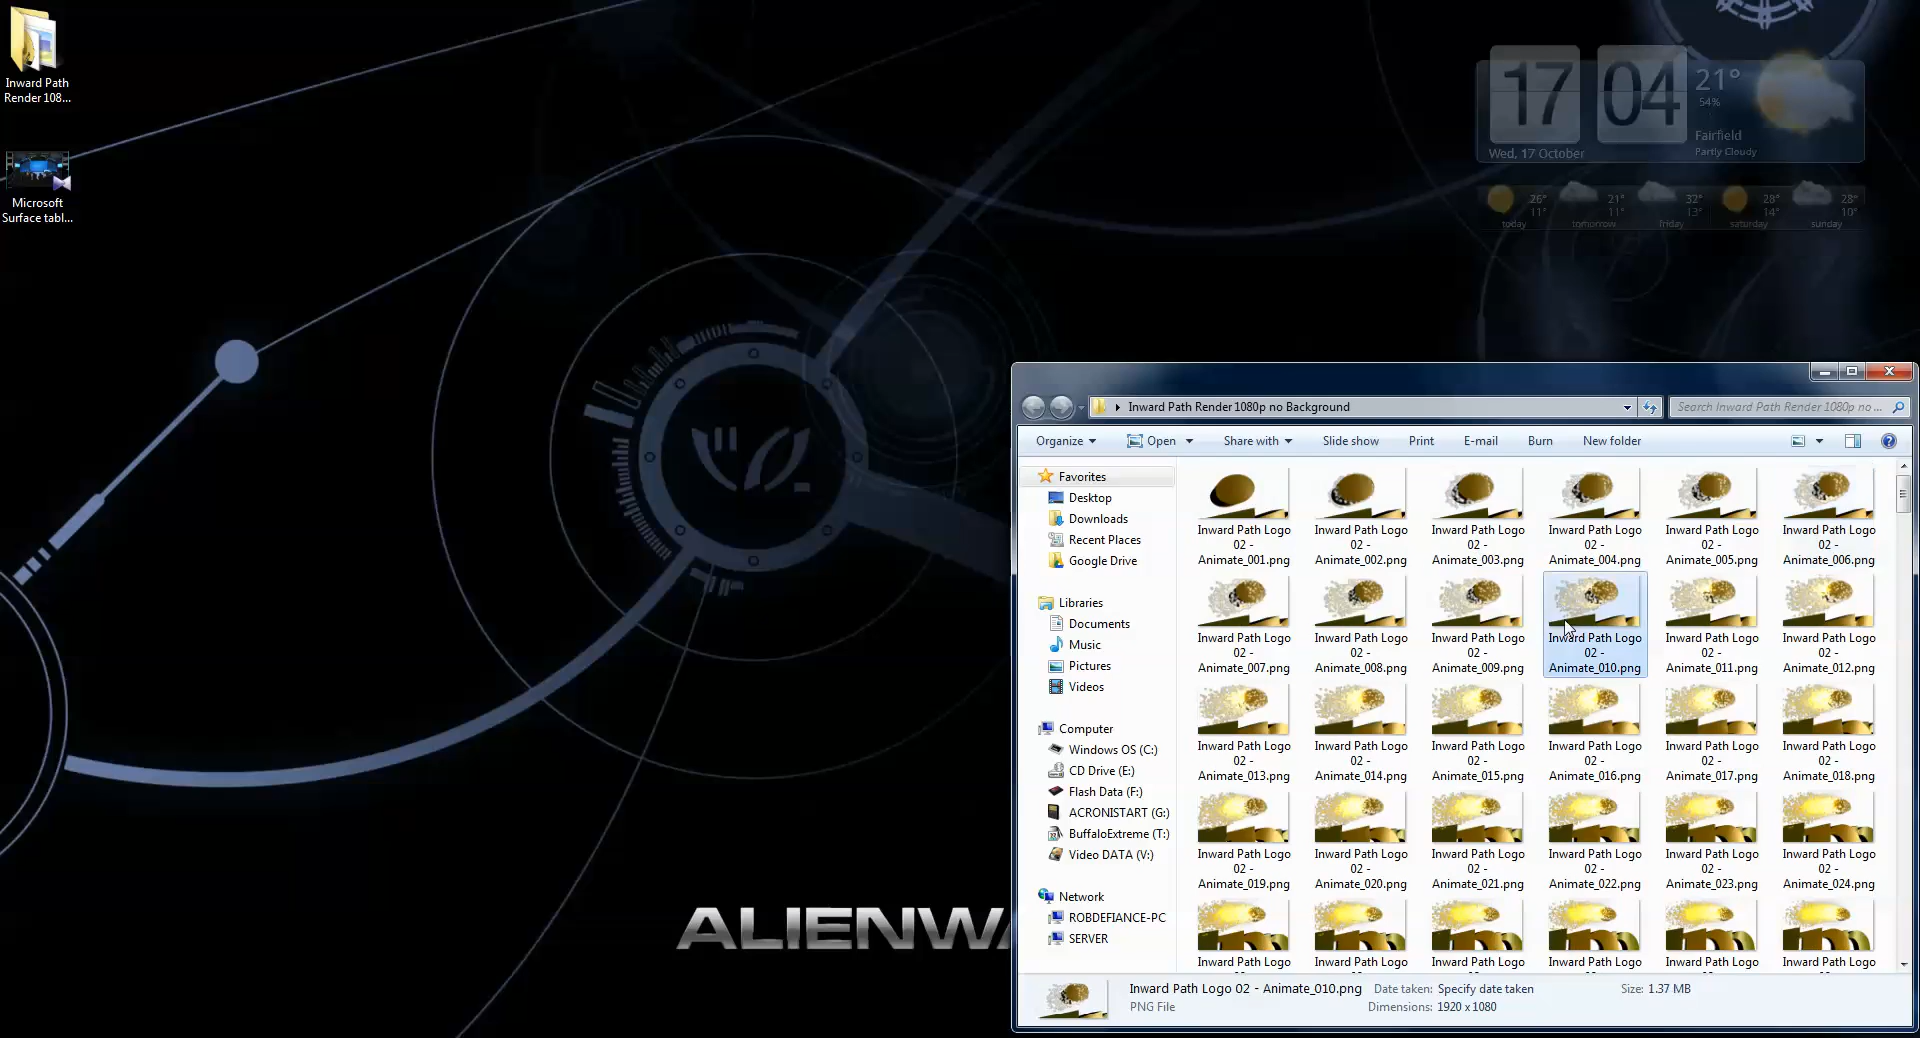 Inward Path
Render 108...
Microsoft
Surface tabl...
17 04
21°
54%
Fairfield
Partly Cloudy
Wed, 17 October
26° 21° 32° 28° 28°
11° 11° 13° 14° 10°
today tomorrow friday saturday sunday
ALIENWA
Inward Path Render 1080p no Background
Search Inward Path Render 1080p no ...
Organize Open Share with Slide show Print E-mail Burn New folder
Favorites
Desktop
Downloads
Recent Places
Google Drive
Libraries
Documents
Music
Pictures
Videos
Computer
Windows OS (C:)
CD Drive (E:)
Flash Data (F:)
ACRONISTART (G:)
BuffaloExtreme (T:)
Video DATA (V:)
Network
ROBDEFIANCE-PC
SERVER
Inward Path Logo Inward Path Logo Inward Path Logo Inward Path Logo Inward Path Logo Inward Path Logo
02 - 02 - 02 - 02 - 02 - 02 -
Animate_001.png Animate_002.png Animate_003.png Animate_004.png Animate_005.png Animate_006.png
Inward Path Logo Inward Path Logo Inward Path Logo Inward Path Logo Inward Path Logo Inward Path Logo
02 - 02 - 02 - 02 - 02 - 02 -
Animate_007.png Animate_008.png Animate_009.png Animate_010.png Animate_011.png Animate_012.png
Inward Path Logo Inward Path Logo Inward Path Logo Inward Path Logo Inward Path Logo Inward Path Logo
02 - 02 - 02 - 02 - 02 - 02 -
Animate_013.png Animate_014.png Animate_015.png Animate_016.png Animate_017.png Animate_018.png
Inward Path Logo Inward Path Logo Inward Path Logo Inward Path Logo Inward Path Logo Inward Path Logo
02 - 02 - 02 - 02 - 02 - 02 -
Animate_019.png Animate_020.png Animate_021.png Animate_022.png Animate_023.png Animate_024.png
Inward Path Logo Inward Path Logo Inward Path Logo Inward Path Logo Inward Path Logo Inward Path Logo
Inward Path Logo 02 - Animate_010.png Date taken: Specify date taken Size: 1.37 MB
PNG File Dimensions: 1920 x 1080